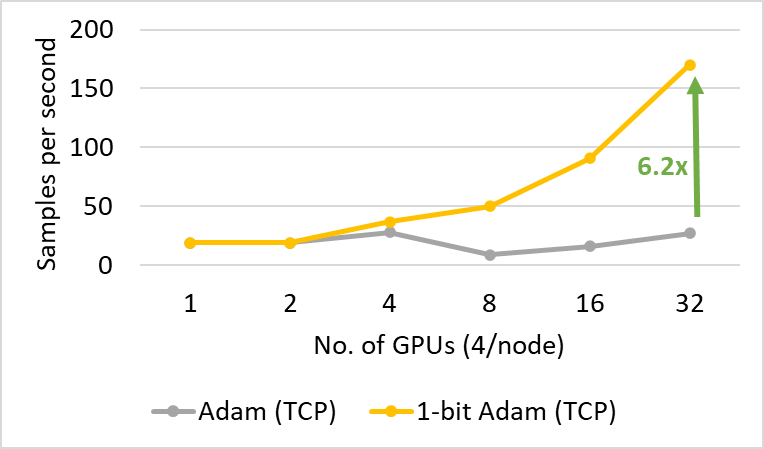 200
150
100
50
0
Samples per second
6.2x
1 2 4 8 16 32
No. of GPUs (4/node)
Adam (TCP) 1-bit Adam (TCP)